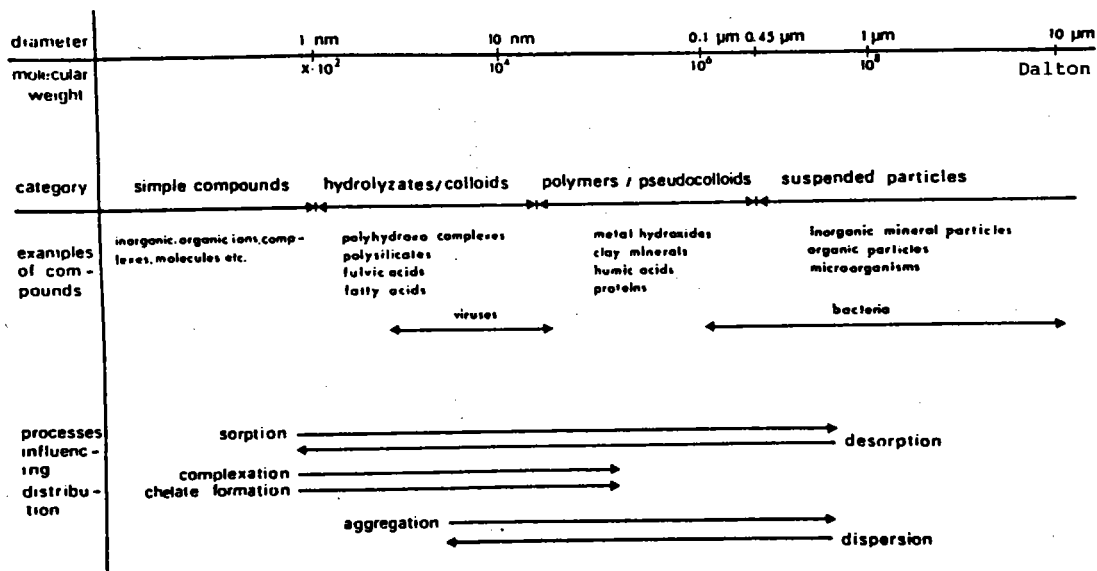 diameter 1 nm 10 nm 0.1 µm 0.45 µm 1 µm 10 µm
molecular weight x·10² 10⁴ 10⁶ 10⁸ Dalton
category simple compounds hydrolyzates/colloids polymers / pseudocolloids suspended particles
examples of com- pounds
inorganic. organic ions, comp-
lexes, molecules etc.
polyhydroxo complexes
polysilicates
fulvic acids
fatty acids
metal hydroxides
clay minerals
humic acids
proteins
Inorganic mineral particles
organic particles
microorganisms
viruses
bacteria
processes
influenc-
ing
distribu-
tion
sorption
desorption
complexation
chelate formation
aggregation
dispersion